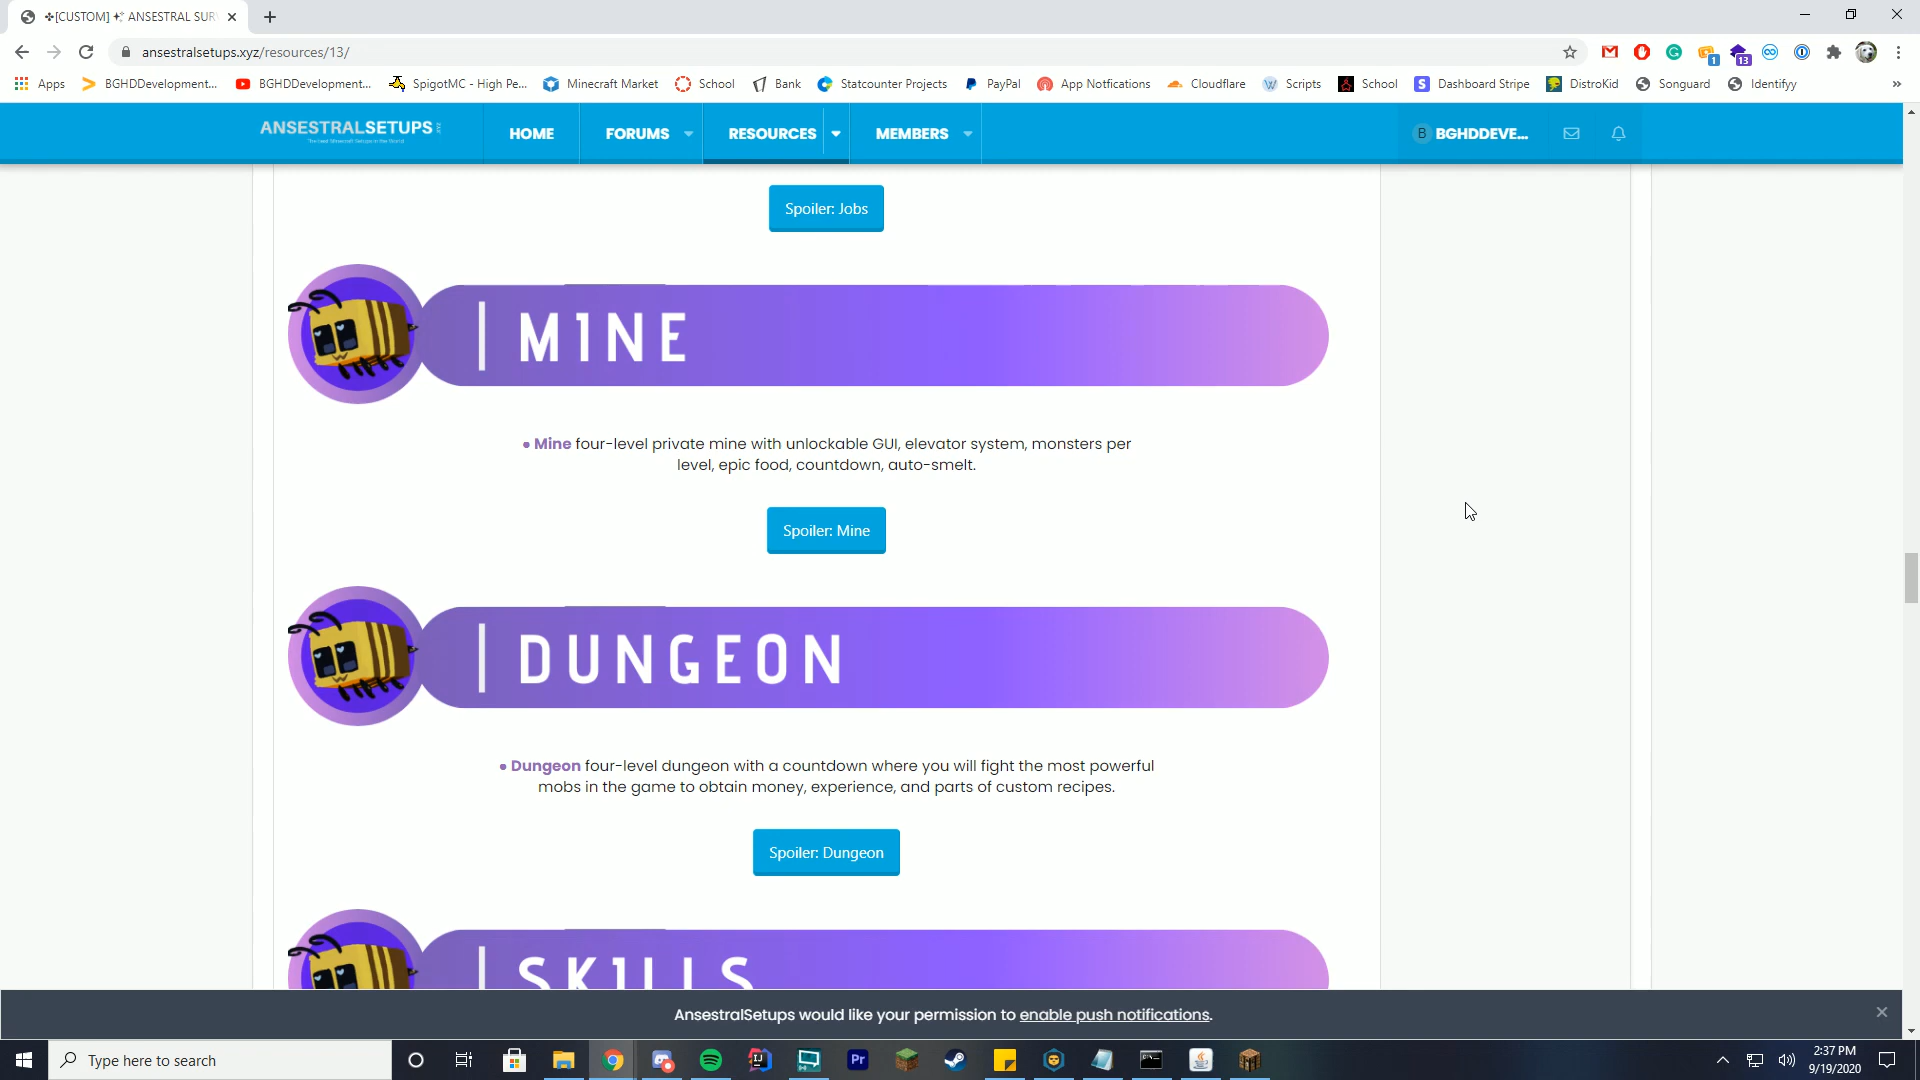 ✤[CUSTOM] ✦ ANSESTRAL SUR
ansestralsetups.xyz/resources/13/
1
13
Apps
BGHDDevelopment...
BGHDDevelopment...
SpigotMC - High Pe...
Minecraft Market
School
Bank
Statcounter Projects
PayPal
App Notfications
Cloudflare
Scripts
School
Dashboard Stripe
DistroKid
Songuard
Identifyy
»
ANSESTRALSETUPS
HOME
FORUMS
RESOURCES
MEMBERS
B BGHDDEVE...
Spoiler: Jobs
| MINE
• Mine four-level private mine with unlockable GUI, elevator system, monsters per
level, epic food, countdown, auto-smelt.
Spoiler: Mine
| DUNGEON
• Dungeon four-level dungeon with a countdown where you will fight the most powerful
mobs in the game to obtain money, experience, and parts of custom recipes.
Spoiler: Dungeon
| SKILLS
AnsestralSetups would like your permission to enable push notifications.
Type here to search
2:37 PM
9/19/2020